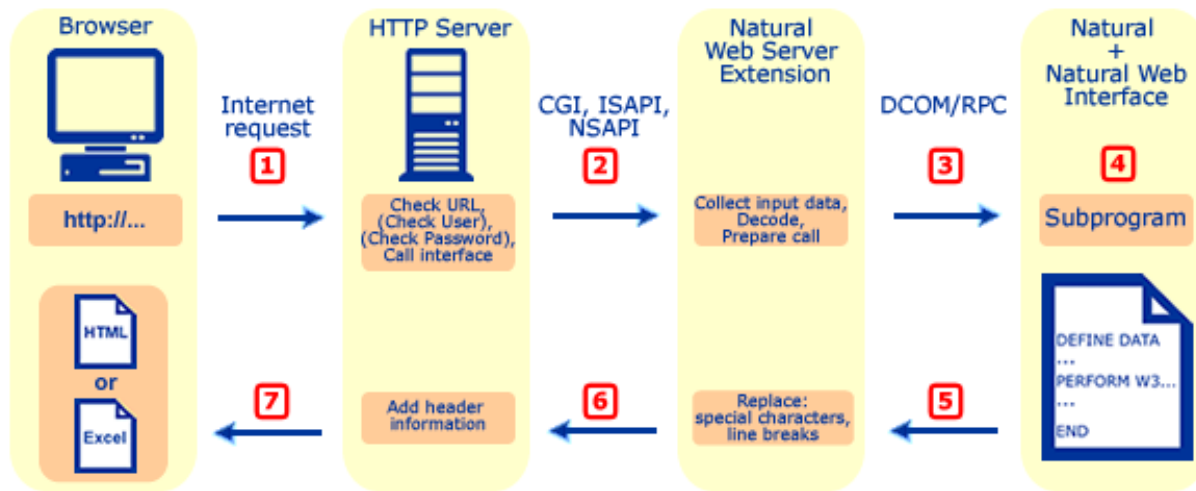 Browser
HTTP Server
Natural
Web Server
Extension
Natural
+
Natural Web
Interface
Internet
request
CGI, ISAPI,
NSAPI
DCOM/RPC
1
2
3
4
http://...
Check URL,
(Check User),
(Check Password),
Call interface
Collect input data,
Decode,
Prepare call
Subprogram
HTML
or
Excel
7
Add header
information
6
Replace:
special characters,
line breaks
5
DEFINE DATA
...
PERFORM W3...
...
END